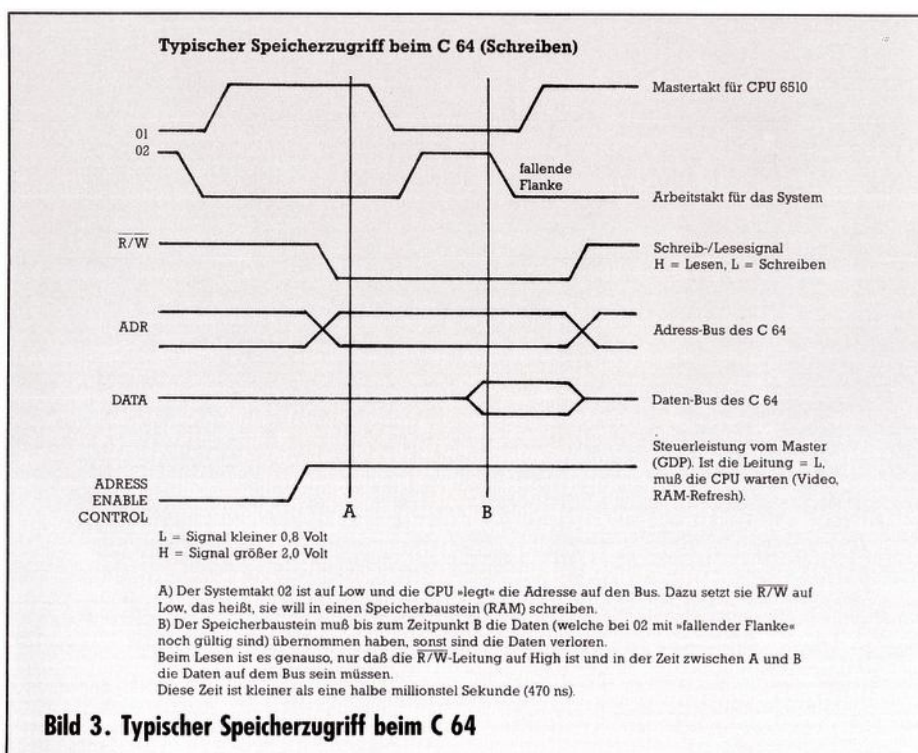 Typischer Speicherzugriff beim C 64 (Schreiben)
Mastertakt für CPU 6510
01
02
fallende
Flanke
Arbeitstakt für das System
R/W
Schreib-/Lesesignal
H = Lesen, L = Schreiben
ADR
Adress-Bus des C 64
DATA
Daten-Bus des C 64
Steuerleistung vom Master
(GDP). Ist die Leitung = L,
muß die CPU warten (Video,
RAM-Refresh).
ADRESS
ENABLE
CONTROL
A
B
L = Signal kleiner 0,8 Volt
H = Signal größer 2,0 Volt
A) Der Systemtakt 02 ist auf Low und die CPU »legt« die Adresse auf den Bus. Dazu setzt sie R/W auf
Low, das heißt, sie will in einen Speicherbaustein (RAM) schreiben.
B) Der Speicherbaustein muß bis zum Zeitpunkt B die Daten (welche bei 02 mit »fallender Flanke«
noch gültig sind) übernommen haben, sonst sind die Daten verloren.
Beim Lesen ist es genauso, nur daß die R/W-Leitung auf High ist und in der Zeit zwischen A und B
die Daten auf dem Bus sein müssen.
Diese Zeit ist kleiner als eine halbe millionstel Sekunde (470 ns).
Bild 3. Typischer Speicherzugriff beim C 64